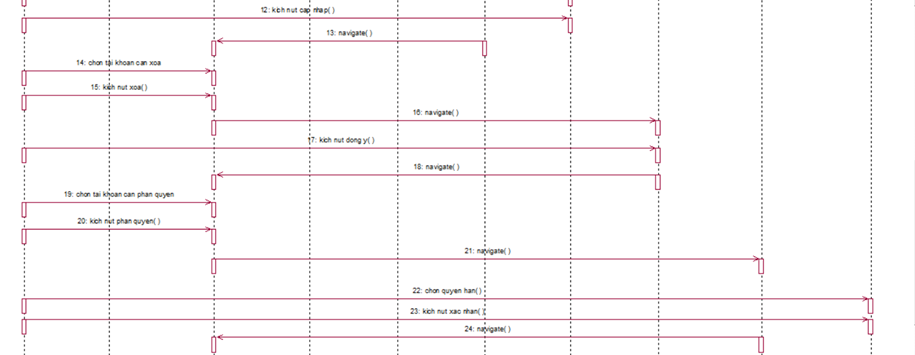 12: kich nut cap nhap( )
13: navigate( )
14: chon tai khoan can xoa
15: kich nut xoa( )
16: navigate( )
17: kich nut dong y( )
18: navigate( )
19: chon tai khoan can phan quyen
20: kich nut phan quyen( )
21: navigate( )
22: chon quyen han( )
23: kich nut xac nhan( )
24: navigate( )